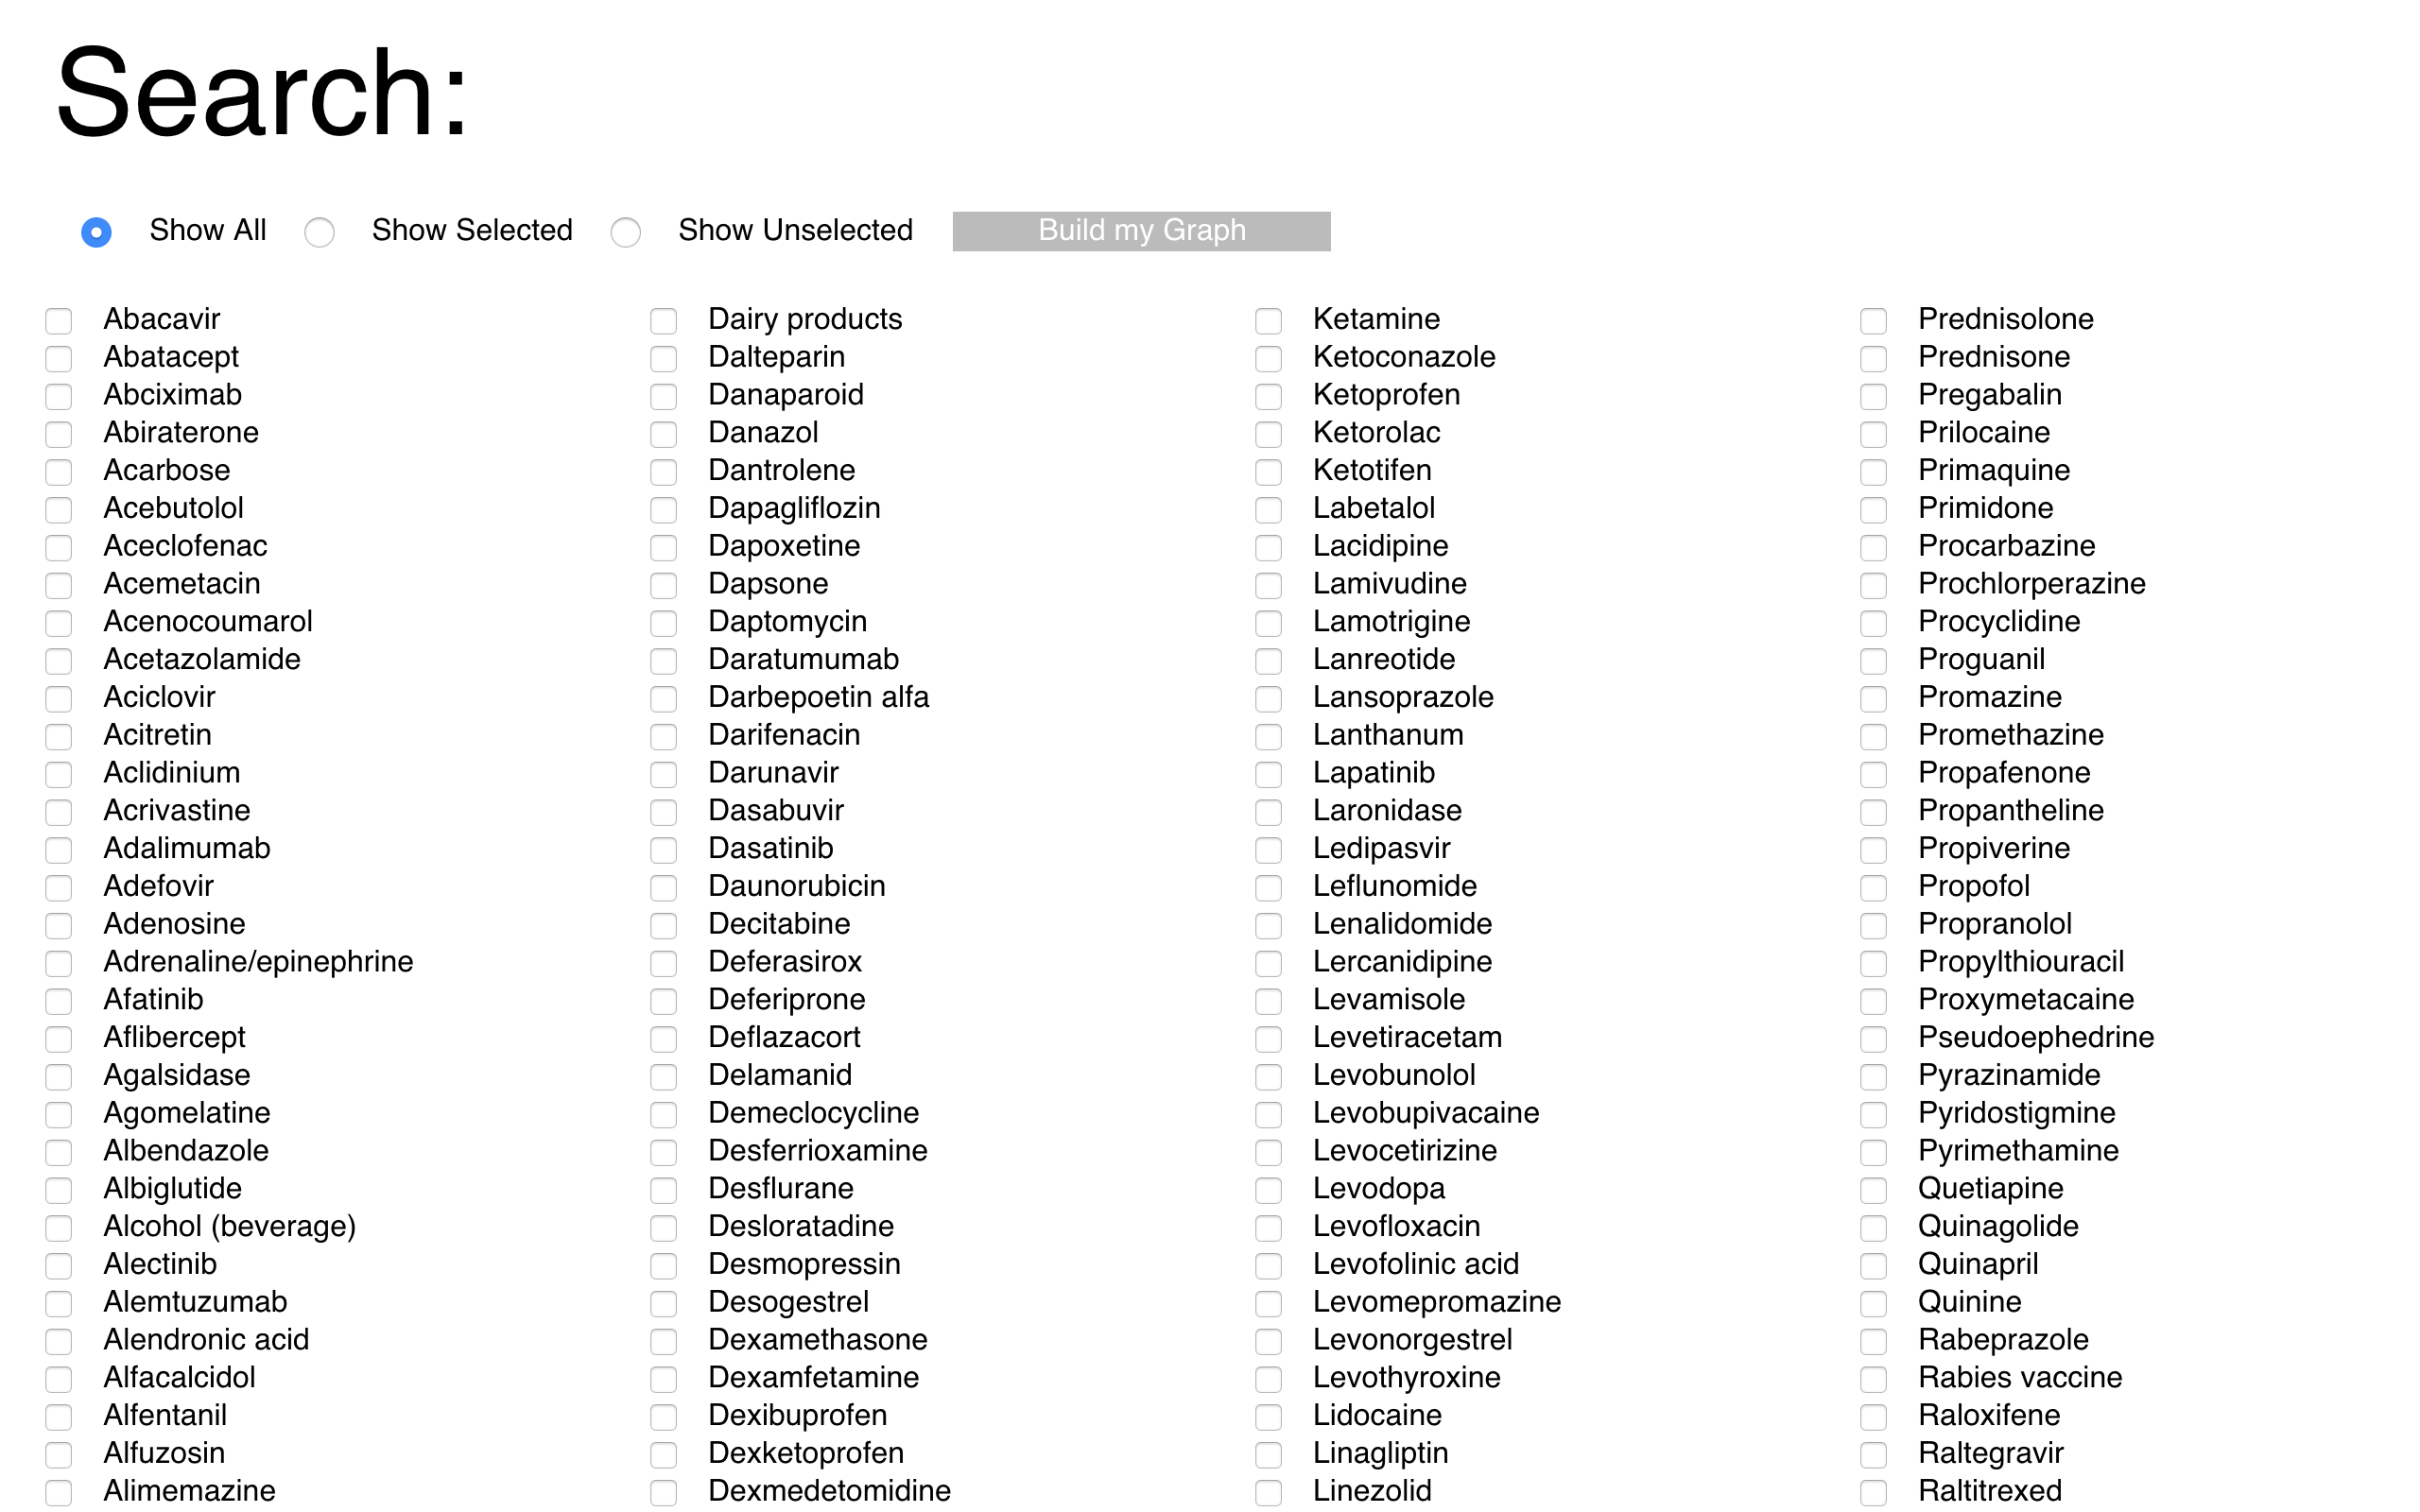 Search:
Show All Show Selected Show Unselected Build my Graph
Abacavir
Abatacept
Abciximab
Abiraterone
Acarbose
Acebutolol
Aceclofenac
Acemetacin
Acenocoumarol
Acetazolamide
Aciclovir
Acitretin
Aclidinium
Acrivastine
Adalimumab
Adefovir
Adenosine
Adrenaline/epinephrine
Afatinib
Aflibercept
Agalsidase
Agomelatine
Albendazole
Albiglutide
Alcohol (beverage)
Alectinib
Alemtuzumab
Alendronic acid
Alfacalcidol
Alfentanil
Alfuzosin
Alimemazine
Dairy products
Dalteparin
Danaparoid
Danazol
Dantrolene
Dapagliflozin
Dapoxetine
Dapsone
Daptomycin
Daratumumab
Darbepoetin alfa
Darifenacin
Darunavir
Dasabuvir
Dasatinib
Daunorubicin
Decitabine
Deferasirox
Deferiprone
Deflazacort
Delamanid
Demeclocycline
Desferrioxamine
Desflurane
Desloratadine
Desmopressin
Desogestrel
Dexamethasone
Dexamfetamine
Dexibuprofen
Dexketoprofen
Dexmedetomidine
Ketamine
Ketoconazole
Ketoprofen
Ketorolac
Ketotifen
Labetalol
Lacidipine
Lamivudine
Lamotrigine
Lanreotide
Lansoprazole
Lanthanum
Lapatinib
Laronidase
Ledipasvir
Leflunomide
Lenalidomide
Lercanidipine
Levamisole
Levetiracetam
Levobunolol
Levobupivacaine
Levocetirizine
Levodopa
Levofloxacin
Levofolinic acid
Levomepromazine
Levonorgestrel
Levothyroxine
Lidocaine
Linagliptin
Linezolid
Prednisolone
Prednisone
Pregabalin
Prilocaine
Primaquine
Primidone
Procarbazine
Prochlorperazine
Procyclidine
Proguanil
Promazine
Promethazine
Propafenone
Propantheline
Propiverine
Propofol
Propranolol
Propylthiouracil
Proxymetacaine
Pseudoephedrine
Pyrazinamide
Pyridostigmine
Pyrimethamine
Quetiapine
Quinagolide
Quinapril
Quinine
Rabeprazole
Rabies vaccine
Raloxifene
Raltegravir
Raltitrexed